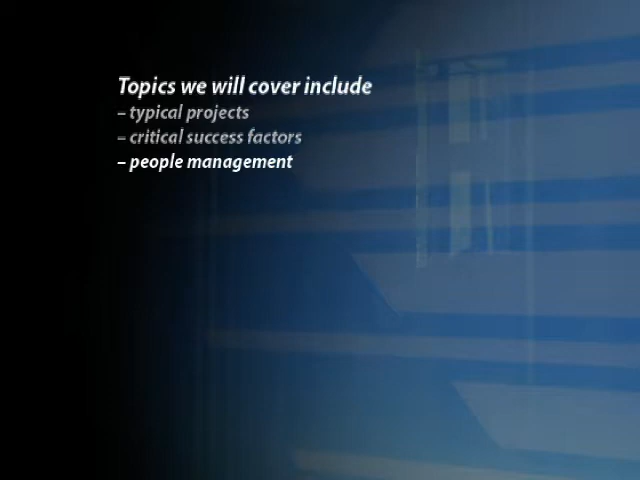 Topics we will cover include
– typical projects
– critical success factors
– people management